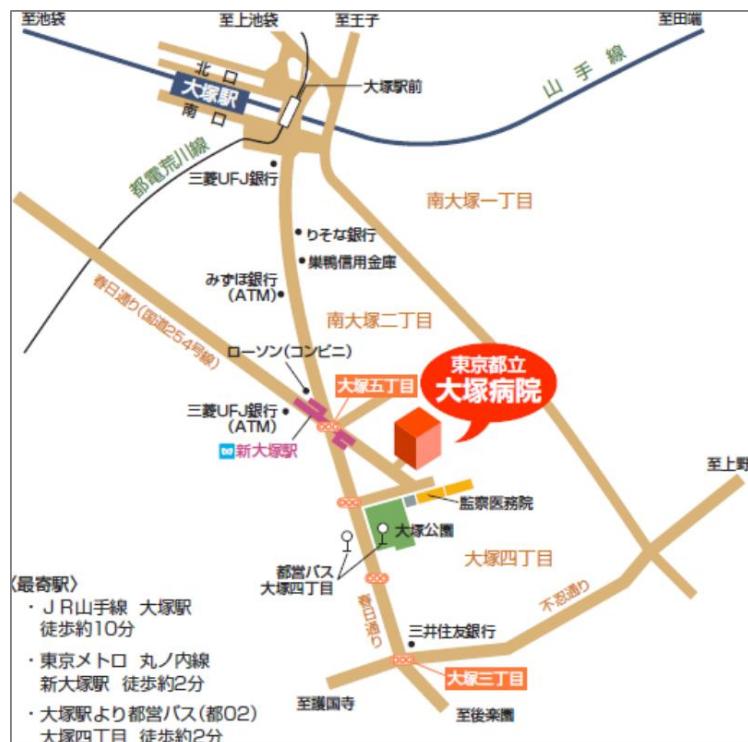 至池袋
至上池袋
至王子
至田端
北口
大塚駅
南口
大塚駅前
山手線
都電荒川線
三菱UFJ銀行
南大塚一丁目
りそな銀行
巣鴨信用金庫
みずほ銀行
(ATM)
春日通り(国道254号線)
南大塚二丁目
ローソン(コンビニ)
東京都立
大塚病院
大塚五丁目
三菱UFJ銀行
(ATM)
新大塚駅
至上野
監察医務院
大塚公園
大塚四丁目
都営バス
大塚四丁目
春日通り
不忍通り
三井住友銀行
大塚三丁目
至護国寺
至後楽園
〈最寄駅〉
・JR山手線 大塚駅
徒歩約10分
・東京メトロ 丸ノ内線
新大塚駅 徒歩約2分
・大塚駅より都営バス(都02)
大塚四丁目 徒歩約2分